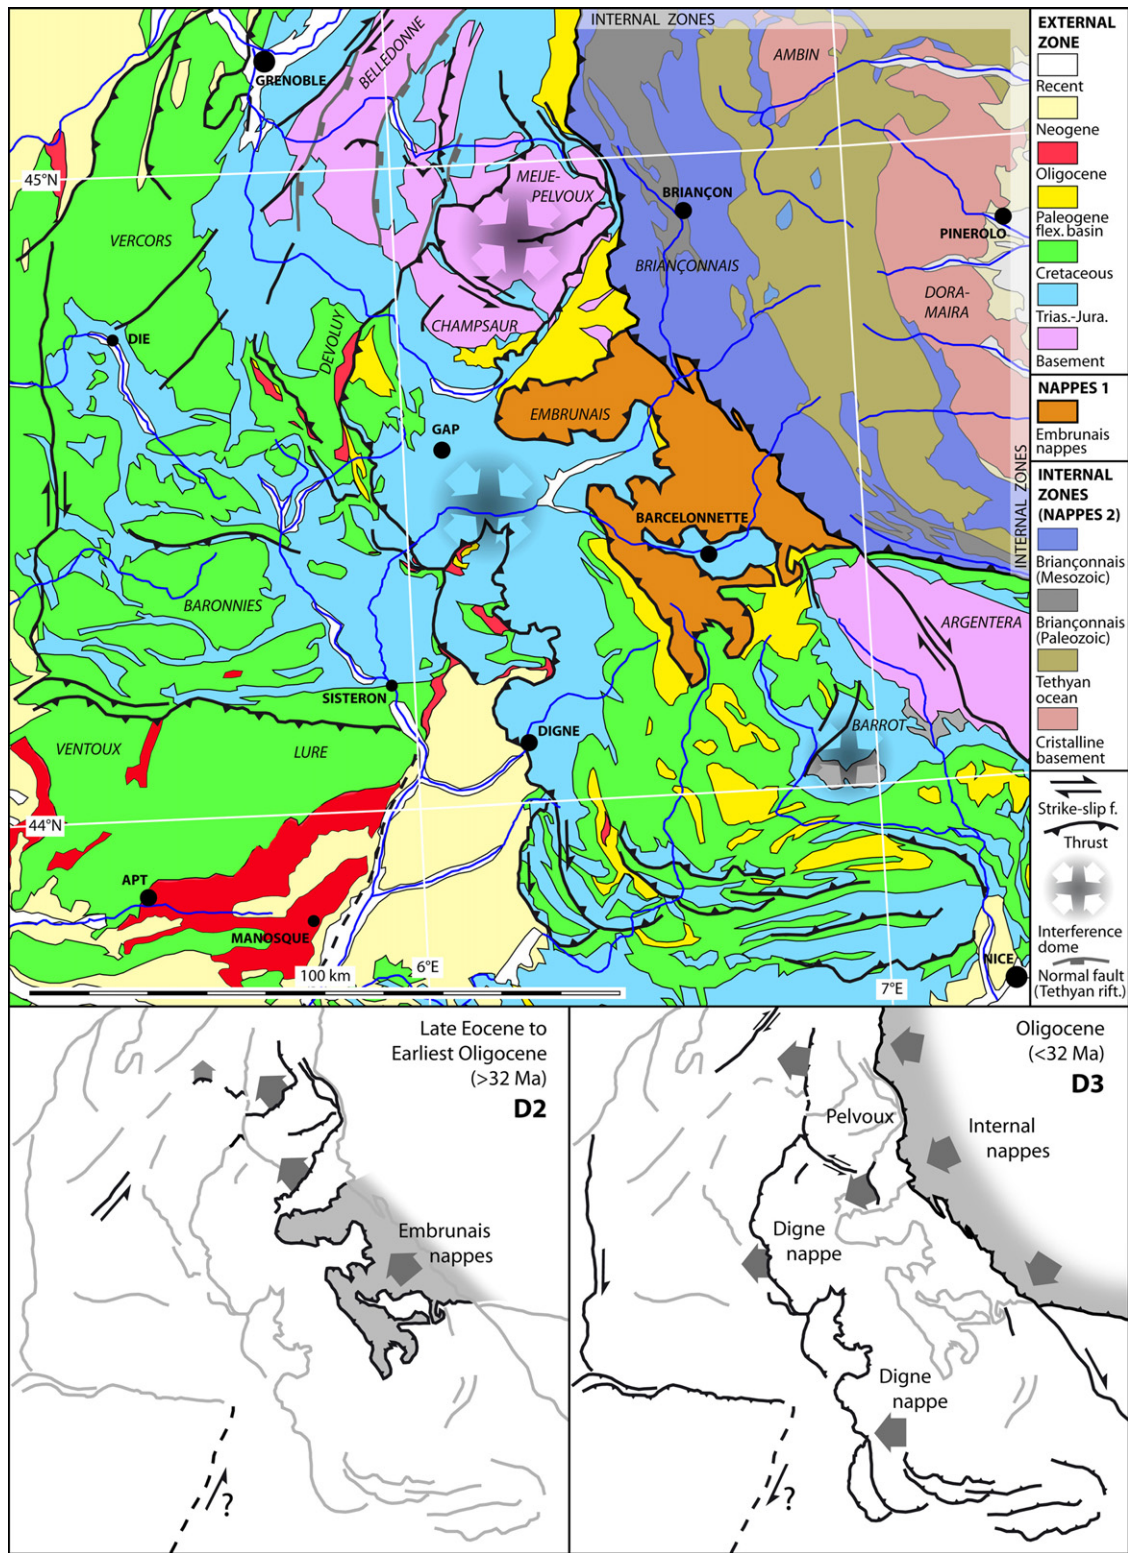 INTERNAL ZONES
GRENOBLE
BELLEDONNE
AMBIN
45°N
MEIJE-
PELVOUX
BRIANÇON
PINEROLO
VERCORS
BRIANÇONNAIS
DORA-
MAIRA
CHAMPSAUR
DIE
DEVOLUY
EMBRUNAIS
GAP
INTERNAL ZONES
BARCELONNETTE
BARONNIES
ARGENTERA
SISTERON
BARROT
DIGNE
VENTOUX
LURE
44°N
APT
MANOSQUE
100 km
6°E
7°E
NICE
EXTERNAL
ZONE
Recent
Neogene
Oligocene
Paleogene
flex. basin
Cretaceous
Trias.-Jura.
Basement
NAPPES 1
Embrunais
nappes
INTERNAL
ZONES
(NAPPES 2)
Briançonnais
(Mesozoic)
Briançonnais
(Paleozoic)
Tethyan
ocean
Cristalline
basement
Strike-slip f.
Thrust
Interference
dome
Normal fault
(Tethyan rift.)
Late Eocene to
Earliest Oligocene
(>32 Ma)
D2
Embrunais
nappes
?
Oligocene
(<32 Ma)
D3
Pelvoux
Internal
nappes
Digne
nappe
Digne
nappe
?